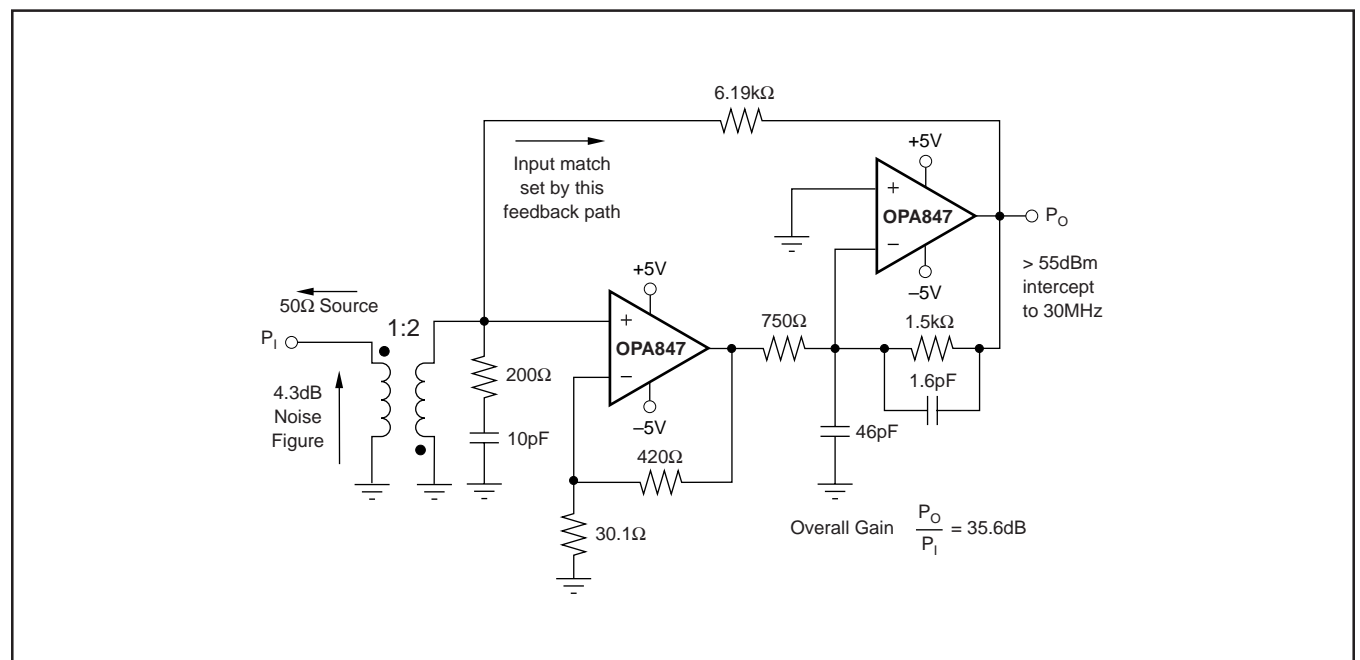 6.19kΩ
Input match
set by this
feedback path
+5V
+
OPA847
−
−5V
P_O
> 55dBm
intercept
to 30MHz
50Ω Source
P_I
1:2
4.3dB
Noise
Figure
200Ω
10pF
+5V
+
OPA847
−
−5V
750Ω
1.5kΩ
1.6pF
46pF
420Ω
30.1Ω
Overall Gain P_O / P_I = 35.6dB